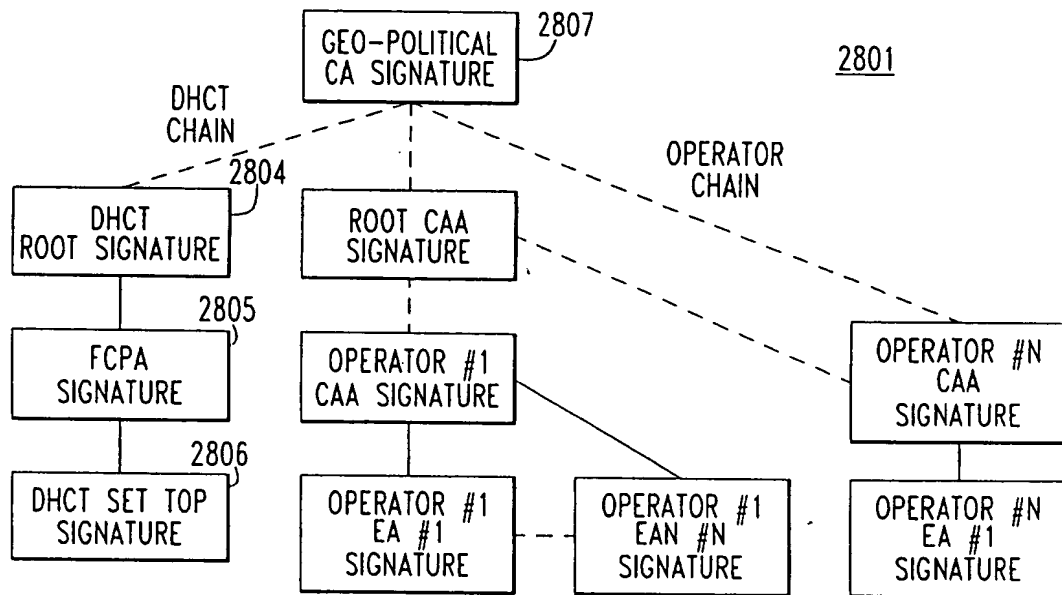 GEO-POLITICAL
CA SIGNATURE
2807
2801
DHCT
CHAIN
OPERATOR
CHAIN
2804
DHCT
ROOT SIGNATURE
ROOT CAA
SIGNATURE
2805
FCPA
SIGNATURE
OPERATOR #1
CAA SIGNATURE
OPERATOR #N
CAA
SIGNATURE
2806
DHCT SET TOP
SIGNATURE
OPERATOR #1
EA #1
SIGNATURE
OPERATOR #1
EAN #N
SIGNATURE
OPERATOR #N
EA #1
SIGNATURE